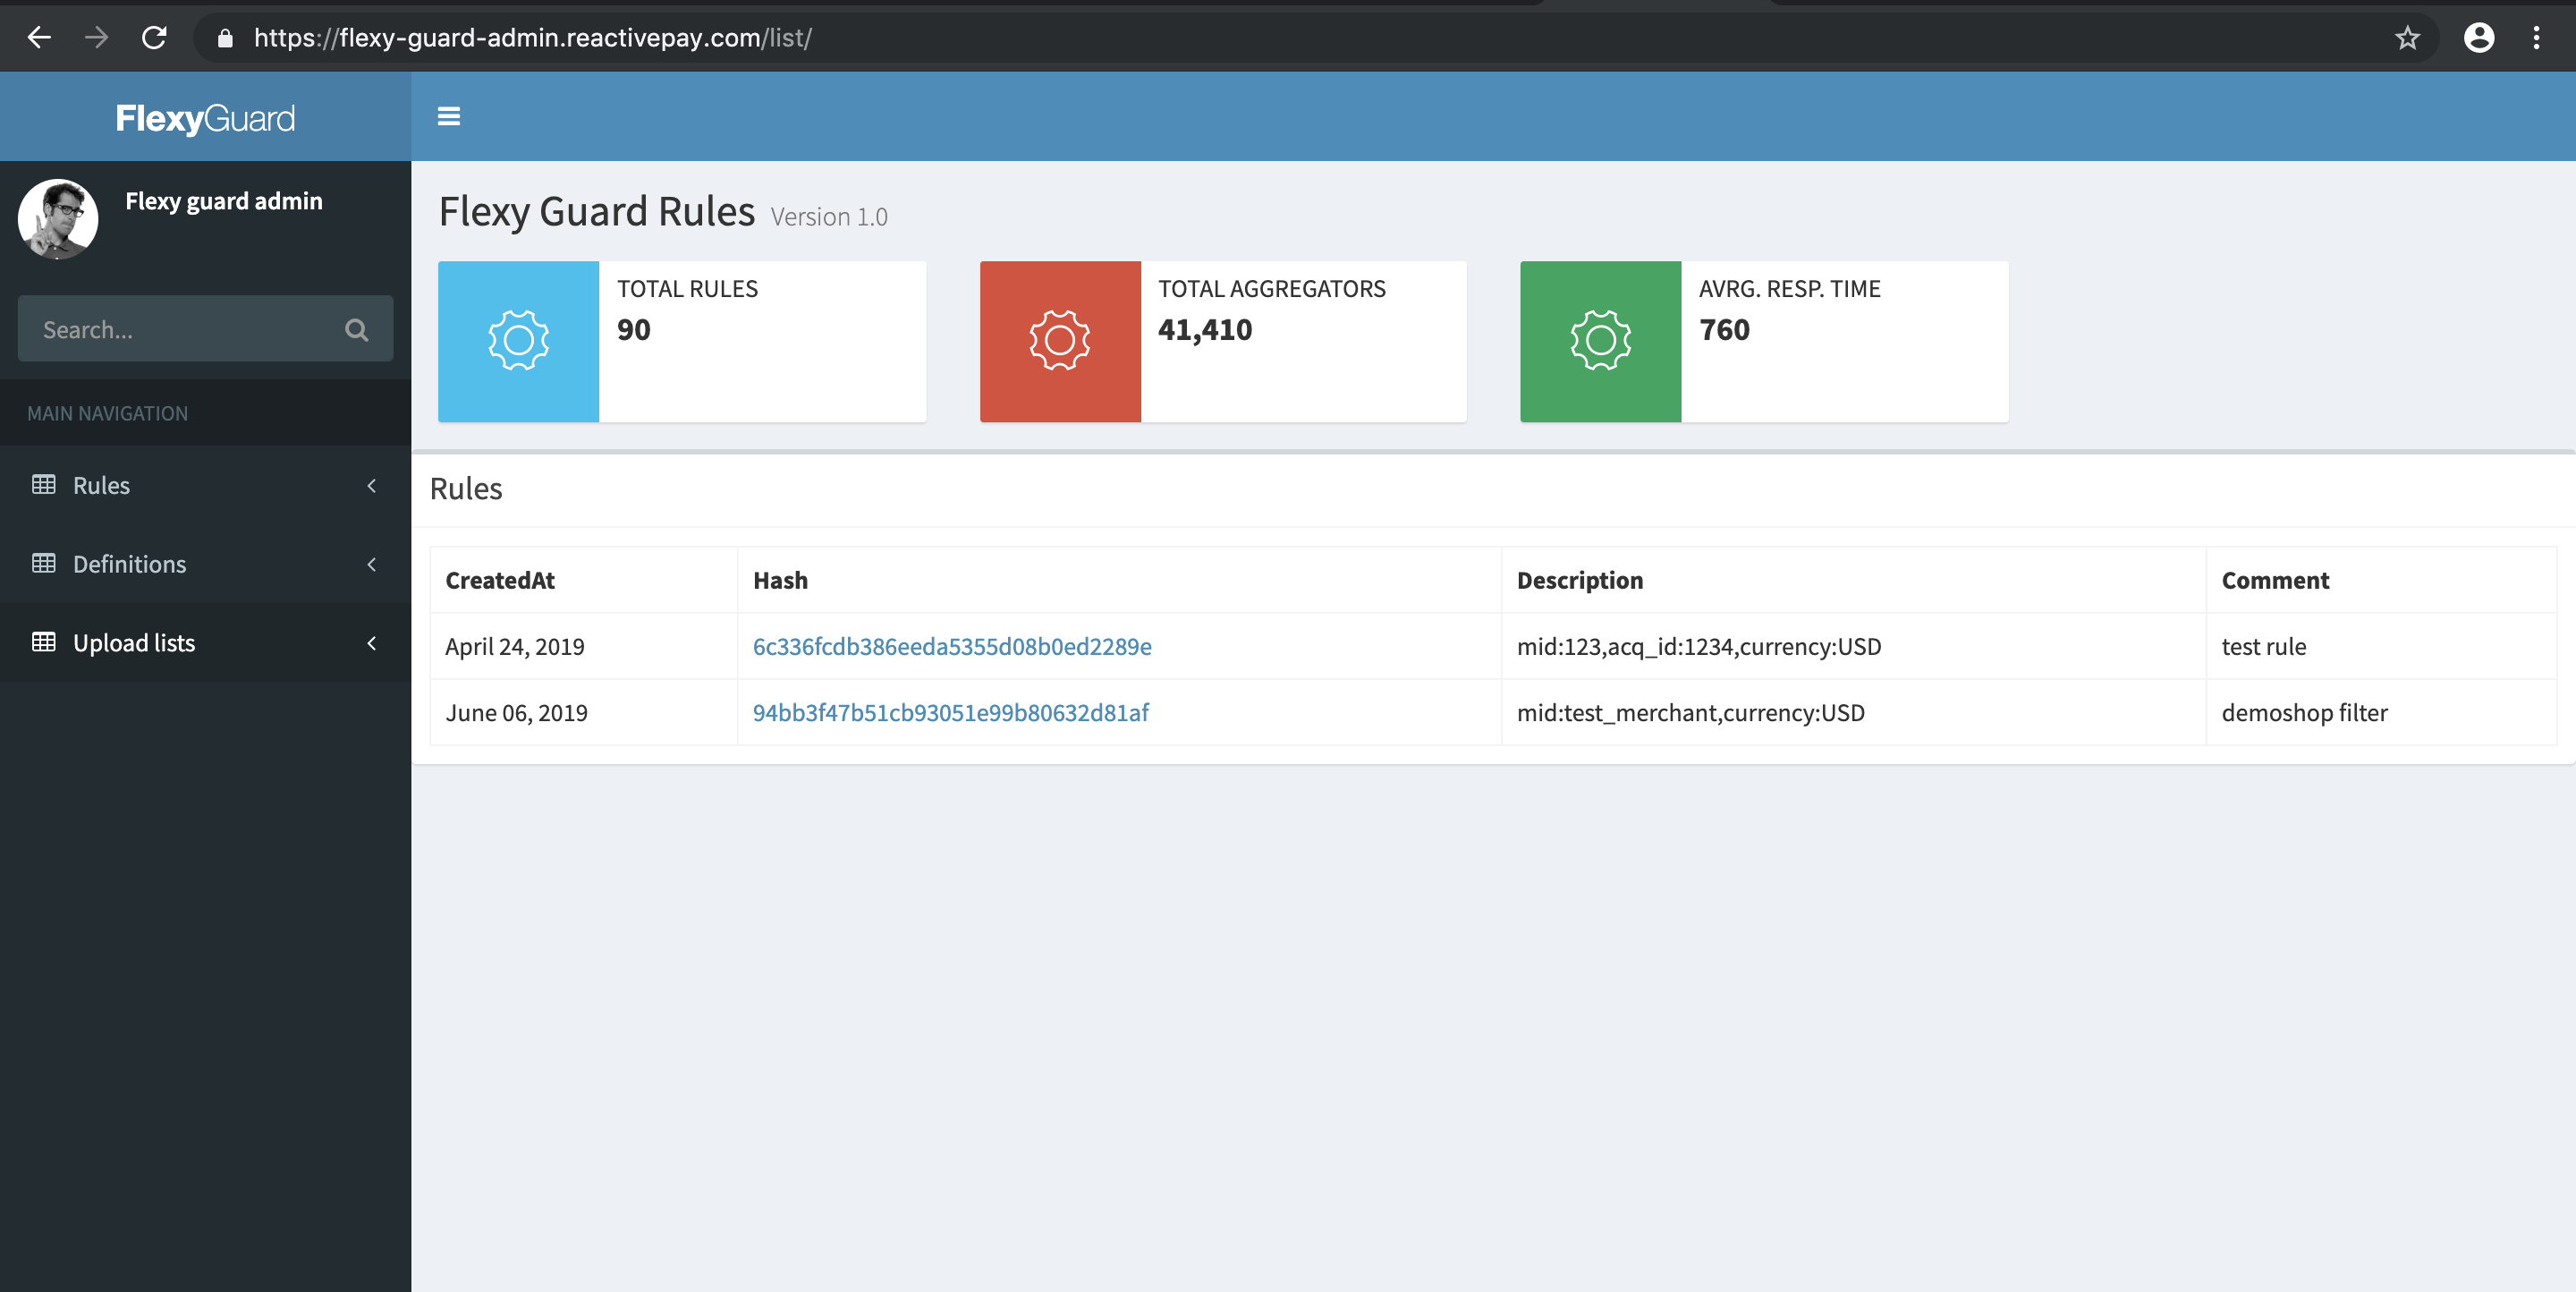 https://flexy-guard-admin.reactivepay.com/list/
FlexyGuard
Flexy guard admin
Search...
MAIN NAVIGATION
Rules
Definitions
Upload lists
Flexy Guard Rules Version 1.0
TOTAL RULES
90
TOTAL AGGREGATORS
41,410
AVRG. RESP. TIME
760
Rules
CreatedAt Hash Description Comment
April 24, 2019 6c336fcdb386eeda5355d08b0ed2289e mid:123,acq_id:1234,currency:USD test rule
June 06, 2019 94bb3f47b51cb93051e99b80632d81af mid:test_merchant,currency:USD demoshop filter